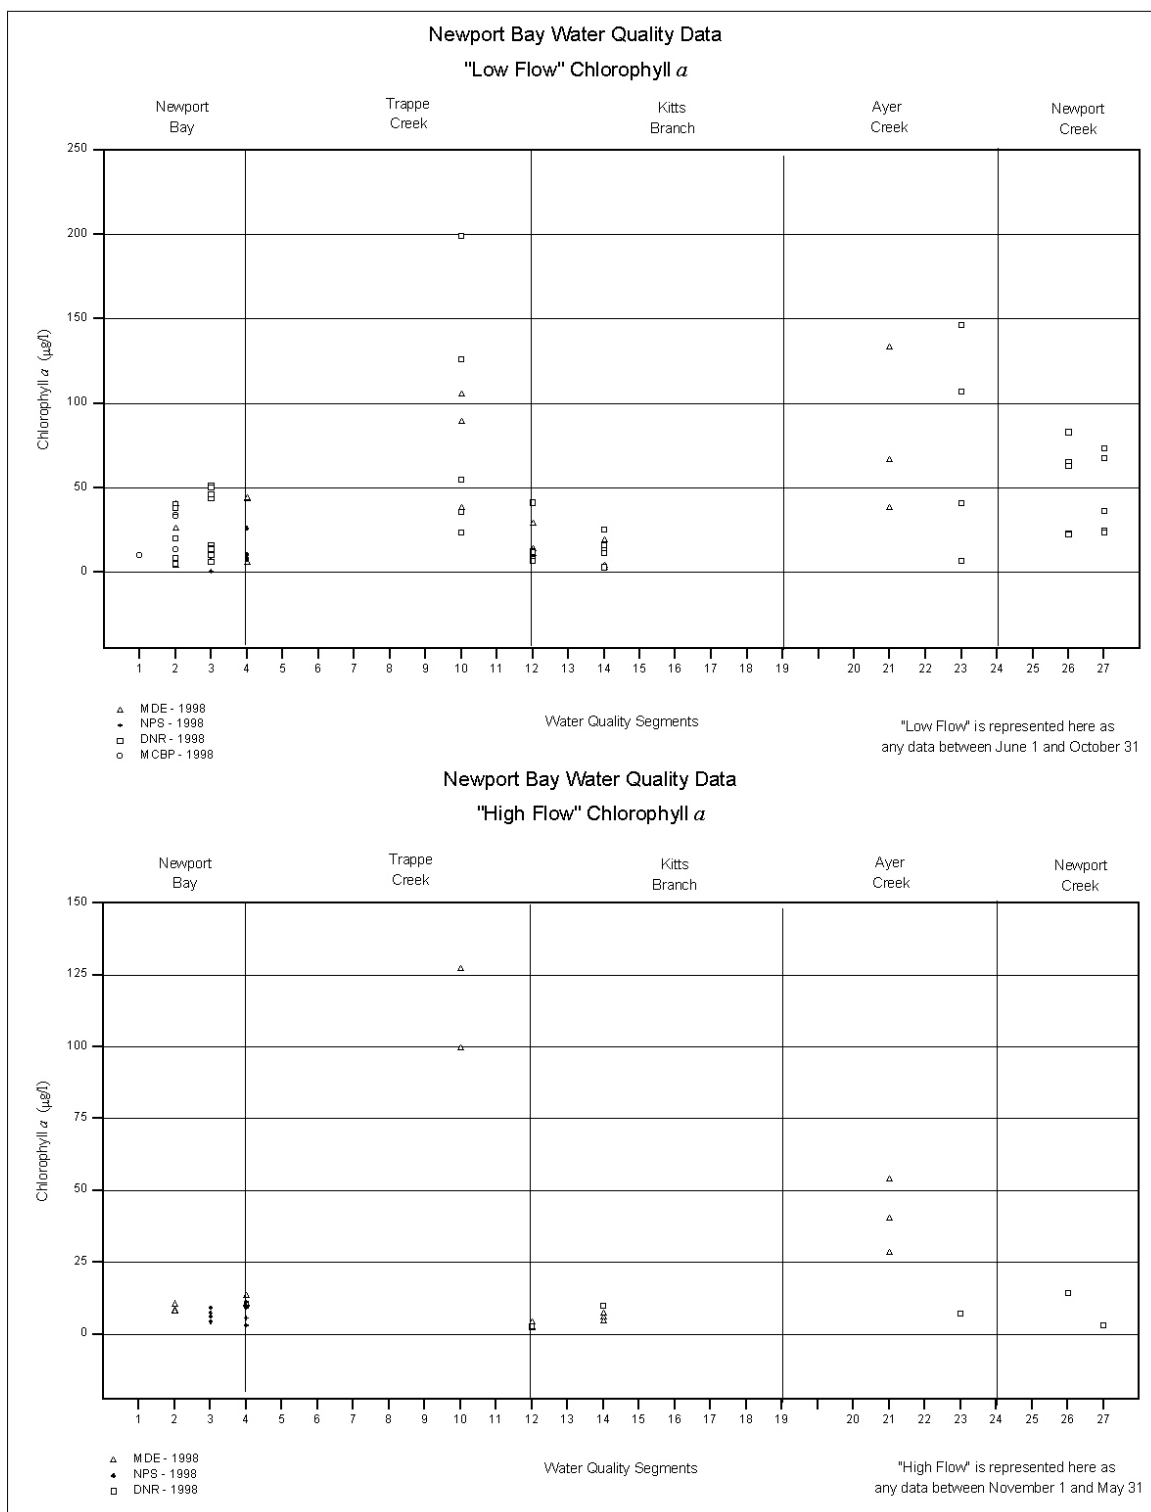 Newport Bay Water Quality Data
"Low Flow" Chlorophyll a
Newport
Bay
Trappe
Creek
Kitts
Branch
Ayer
Creek
Newport
Creek
250
200
150
100
50
0
Chlorophyll a (µg/l)
1 2 3 4 5 6 7 8 9 10 11 12 13 14 15 16 17 18 19 20 21 22 23 24 25 26 27
MDE - 1998
NPS - 1998
DNR - 1998
MCBP - 1998
Water Quality Segments
"Low Flow" is represented here as
any data between June 1 and October 31
Newport Bay Water Quality Data
"High Flow" Chlorophyll a
Newport
Bay
Trappe
Creek
Kitts
Branch
Ayer
Creek
Newport
Creek
150
125
100
75
50
25
0
Chlorophyll a (µg/l)
1 2 3 4 5 6 7 8 9 10 11 12 13 14 15 16 17 18 19 20 21 22 23 24 25 26 27
MDE - 1998
NPS - 1998
DNR - 1998
Water Quality Segments
"High Flow" is represented here as
any data between November 1 and May 31